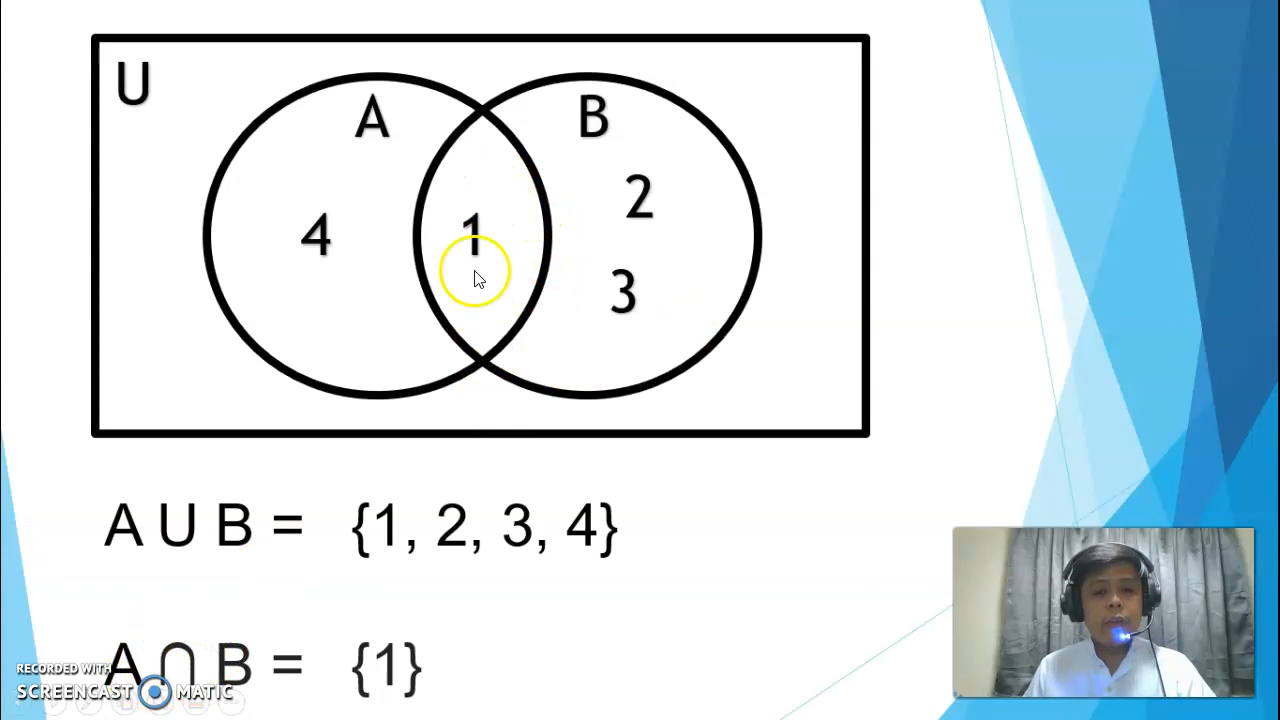 U
A
B
4
1
2
3
A U B = {1, 2, 3, 4}
A ∩ B = {1}
RECORDED WITH
SCREENCAST MATIC